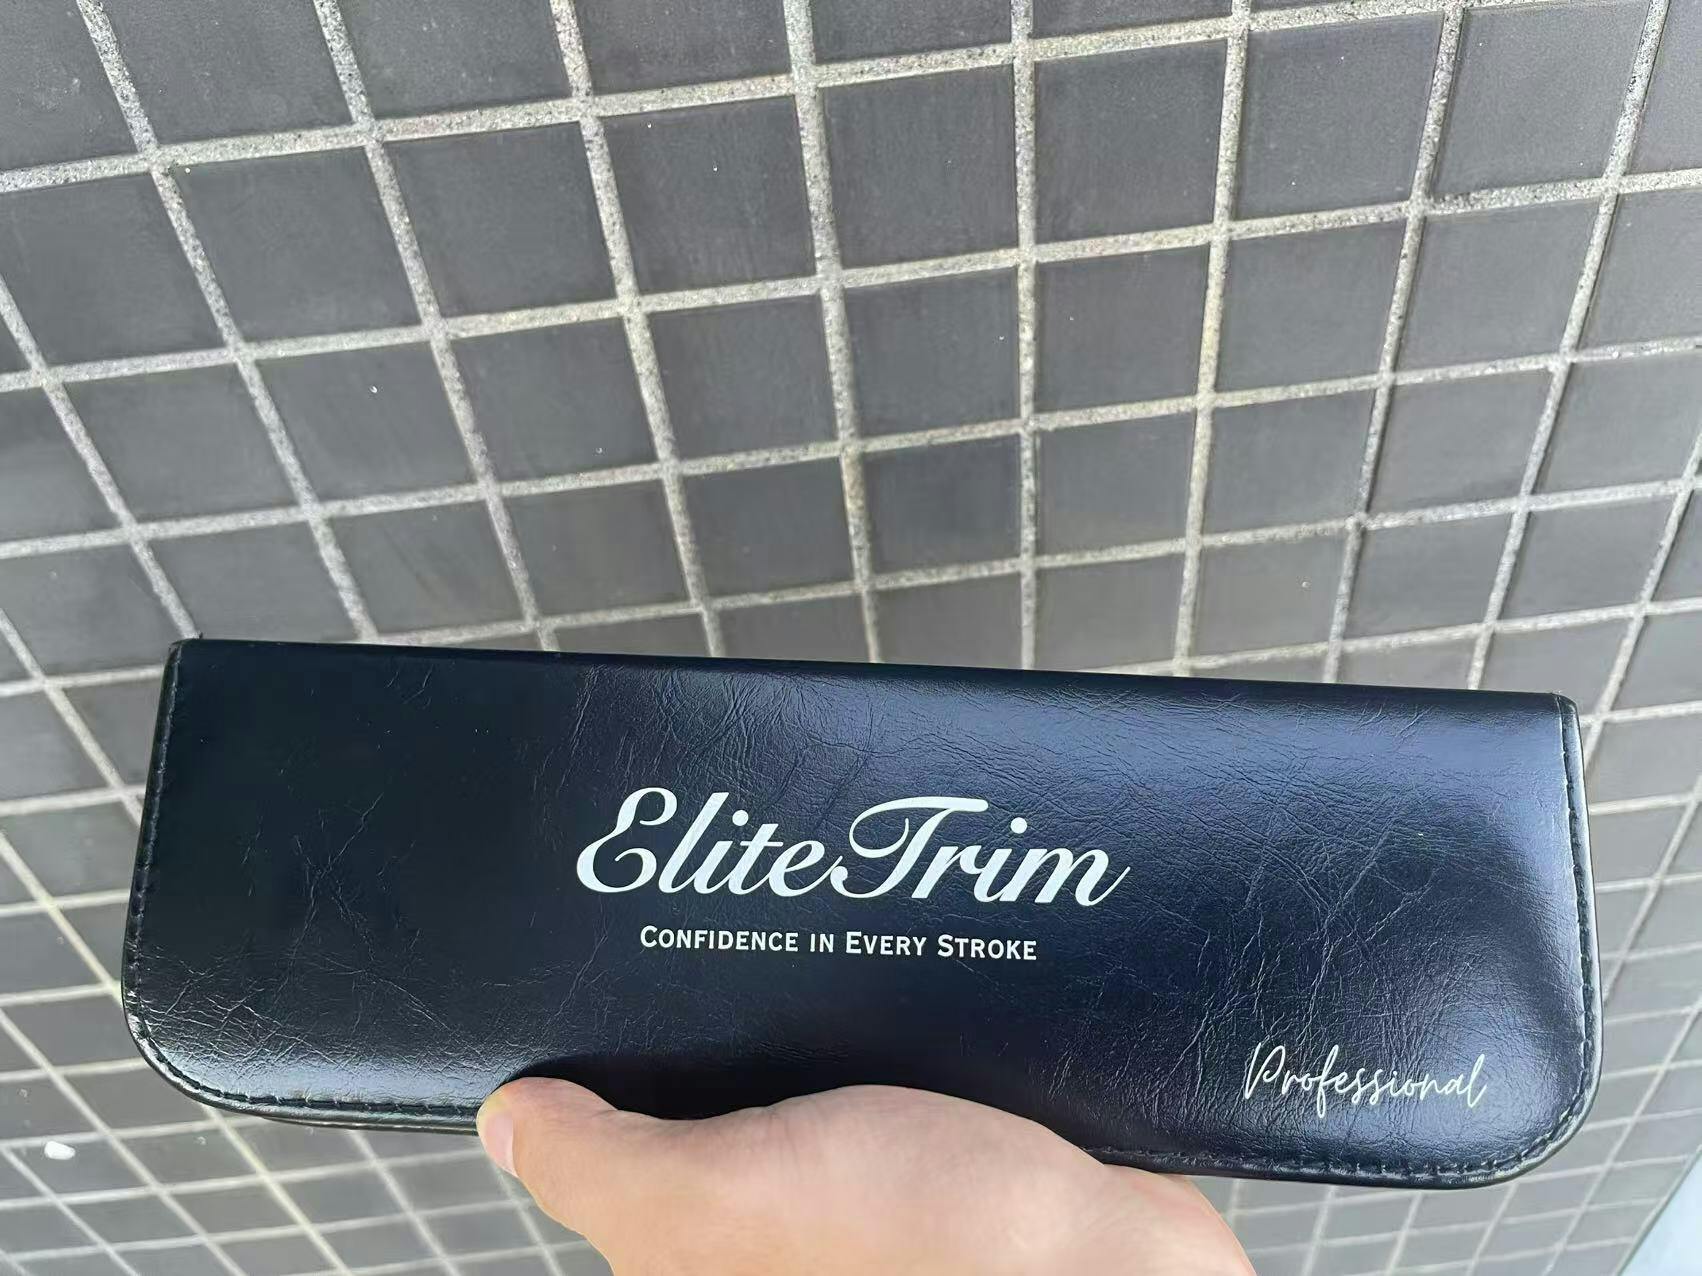 EliteTrim
CONFIDENCE IN EVERY STROKE
Professional